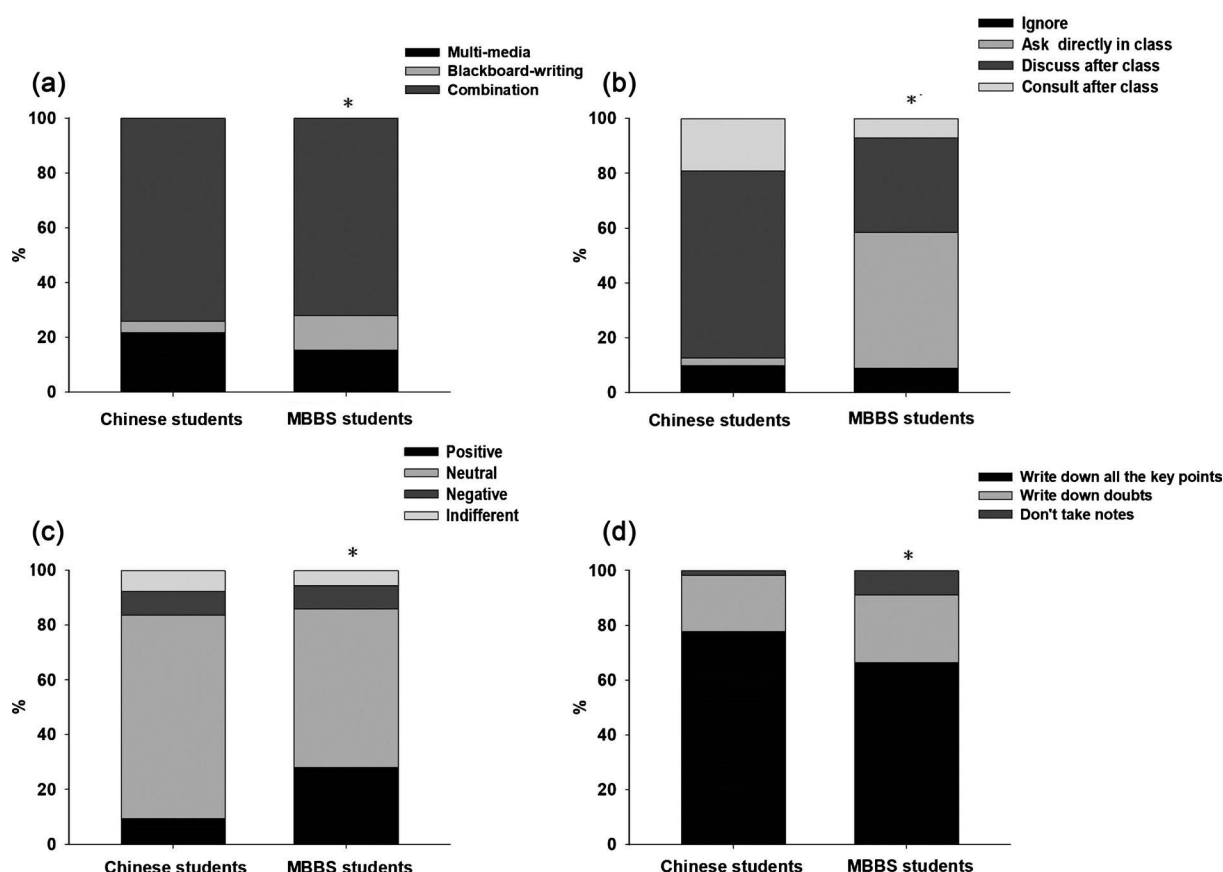 (a)
Multi-media
Blackboard-writing
Combination
*
100
80
60
40
20
0
%
Chinese students
MBBS students
(b)
Ignore
Ask directly in class
Discuss after class
Consult after class
*
100
80
60
40
20
0
%
Chinese students
MBBS students
(c)
Positive
Neutral
Negative
Indifferent
*
100
80
60
40
20
0
%
Chinese students
MBBS students
(d)
Write down all the key points
Write down doubts
Don't take notes
*
100
80
60
40
20
0
%
Chinese students
MBBS students